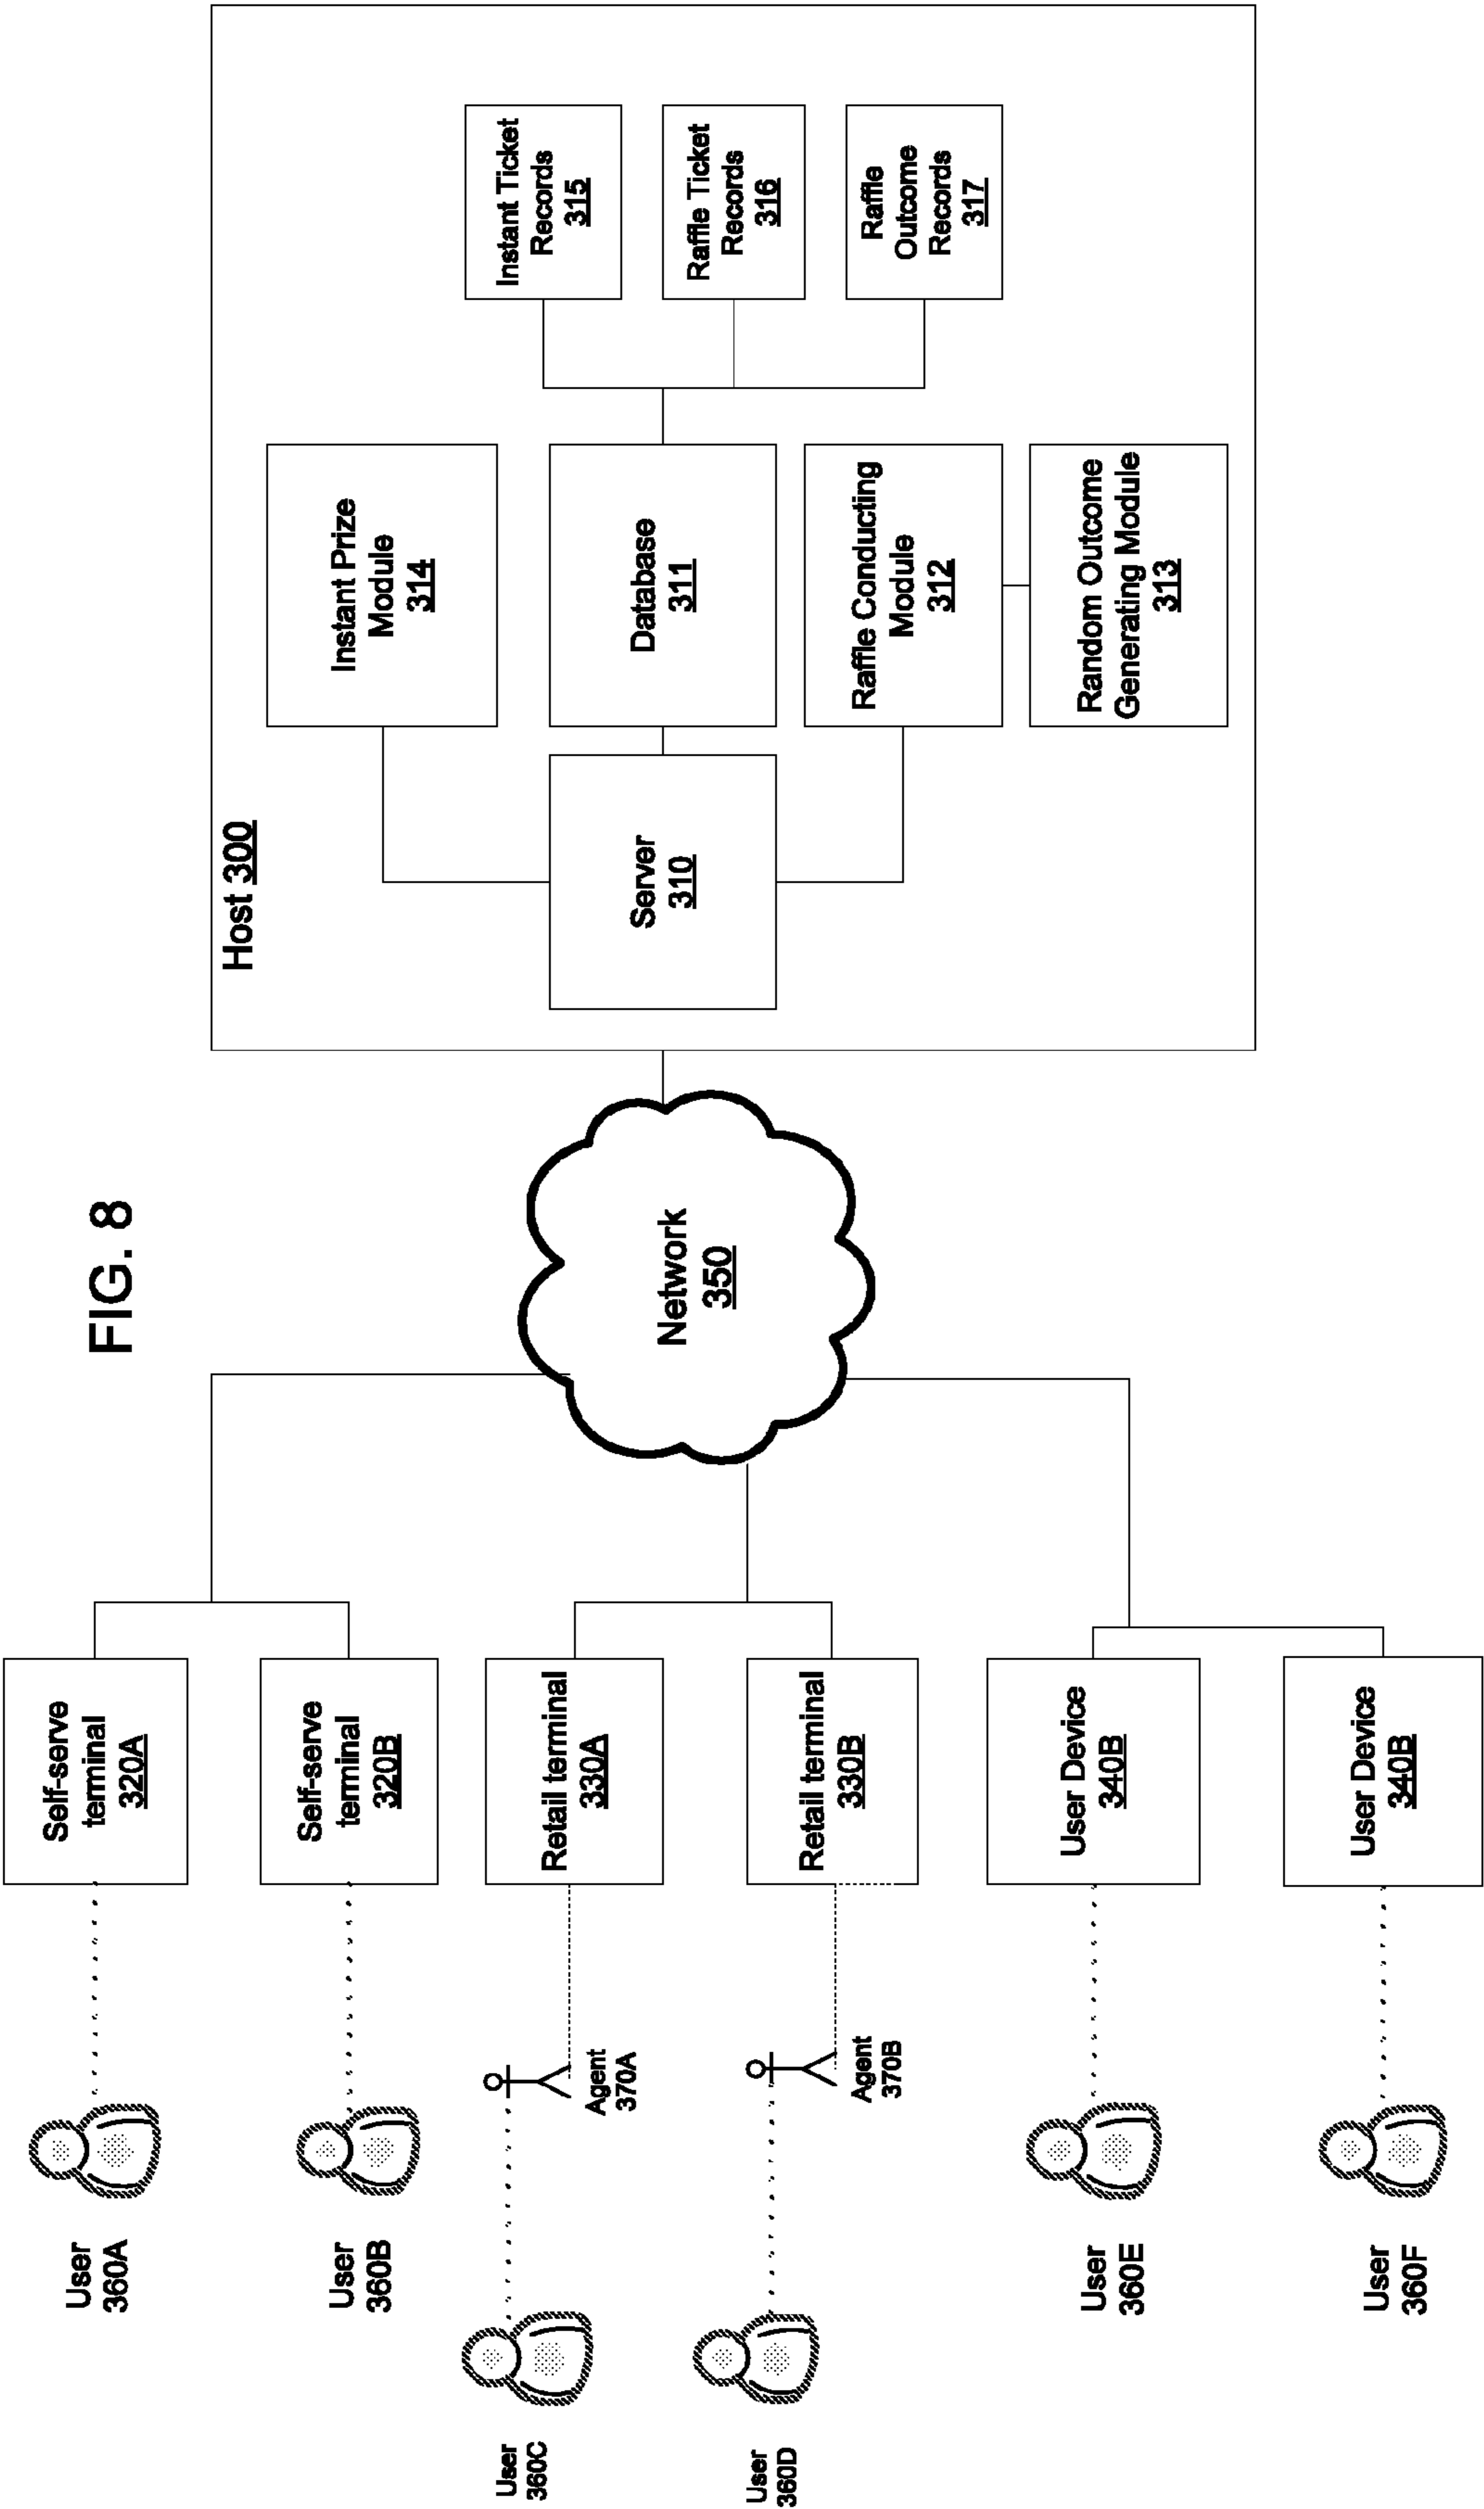 FIG. 8
User
360A
Self-serve
terminal
320A
User
360B
Self-serve
terminal
320B
User
360C
Agent
370A
Retail terminal
330A
User
360D
Agent
370B
Retail terminal
330B
User
360E
User Device
340B
User
360F
User Device
340B
Network
350
Host 300
Server
310
Instant Prize
Module
314
Database
311
Raffle Conducting
Module
312
Random Outcome
Generating Module
313
Instant Ticket
Records
315
Raffle Ticket
Records
316
Raffle
Outcome
Records
317